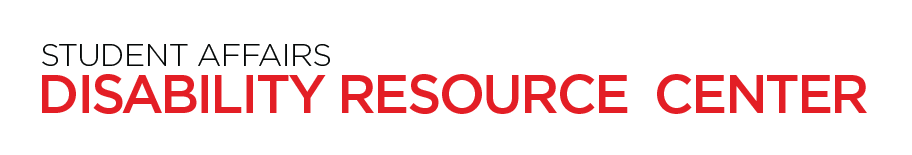 STUDENT AFFAIRS
DISABILITY RESOURCE CENTER